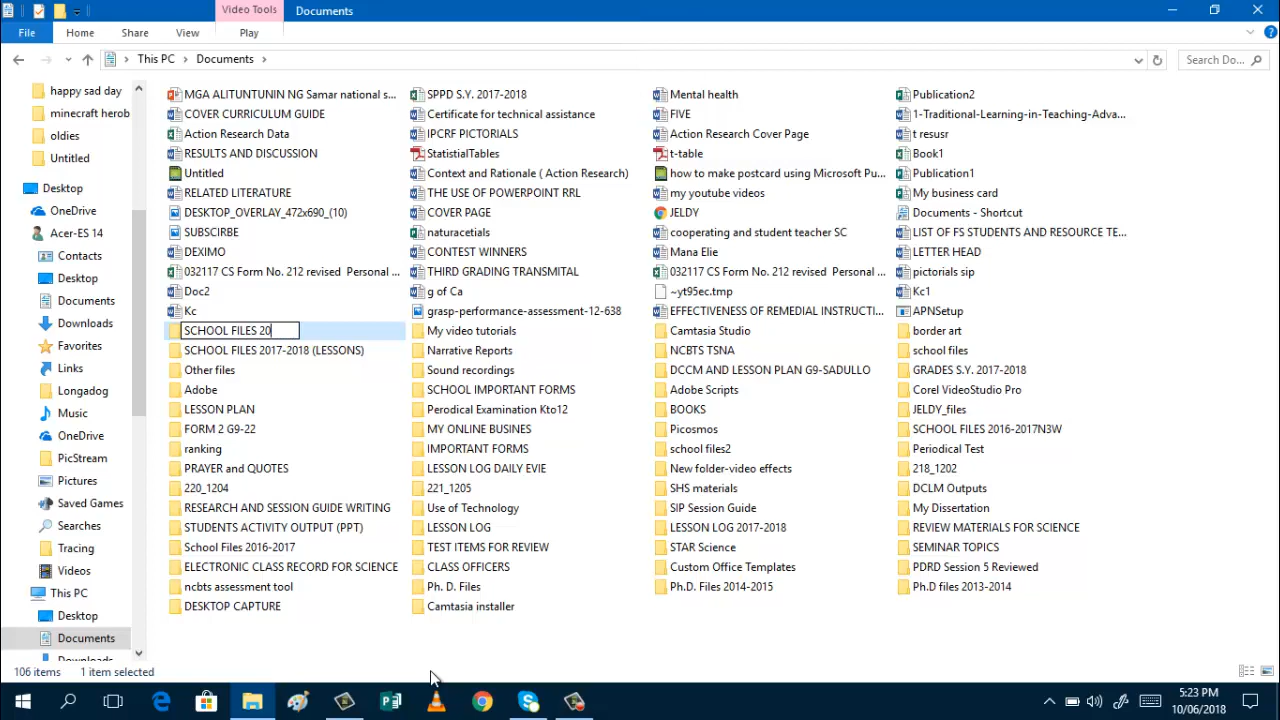 Video Tools
Documents
File
Home
Share
View
Play
This PC
Documents
Search Do...
happy sad day
minecraft herob
oldies
Untitled
Desktop
OneDrive
Acer-ES 14
Contacts
Desktop
Documents
Downloads
Favorites
Links
Longadog
Music
OneDrive
PicStream
Pictures
Saved Games
Searches
Tracing
Videos
This PC
Desktop
Documents
MGA ALITUNTUNIN NG Samar national s... SPPD S.Y. 2017-2018 Mental health Publication2
COVER CURRICULUM GUIDE Certificate for technical assistance FIVE 1-Traditional-Learning-in-Teaching-Adva...
Action Research Data IPCRF PICTORIALS Action Research Cover Page t resusr
RESULTS AND DISCUSSION StatistialTables t-table Book1
Untitled Context and Rationale ( Action Research) how to make postcard using Microsoft Pu... Publication1
RELATED LITERATURE THE USE OF POWERPOINT RRL my youtube videos My business card
DESKTOP_OVERLAY_472x690_(10) COVER PAGE JELDY Documents - Shortcut
SUBSCIRBE naturacetials cooperating and student teacher SC LIST OF FS STUDENTS AND RESOURCE TE...
DEXIMO CONTEST WINNERS Mana Elie LETTER HEAD
032117 CS Form No. 212 revised Personal ... THIRD GRADING TRANSMITAL 032117 CS Form No. 212 revised Personal ... pictorials sip
Doc2 g of Ca ~yt95ec.tmp Kc1
Kc grasp-performance-assessment-12-638 EFFECTIVENESS OF REMEDIAL INSTRUCTI... APNSetup
SCHOOL FILES 20 My video tutorials Camtasia Studio border art
SCHOOL FILES 2017-2018 (LESSONS) Narrative Reports NCBTS TSNA school files
Other files Sound recordings DCCM AND LESSON PLAN G9-SADULLO GRADES S.Y. 2017-2018
Adobe SCHOOL IMPORTANT FORMS Adobe Scripts Corel VideoStudio Pro
LESSON PLAN Perodical Examination Kto12 BOOKS JELDY_files
FORM 2 G9-22 MY ONLINE BUSINES Picosmos SCHOOL FILES 2016-2017N3W
ranking IMPORTANT FORMS school files2 Periodical Test
PRAYER and QUOTES LESSON LOG DAILY EVIE New folder-video effects 218_1202
220_1204 221_1205 SHS materials DCLM Outputs
RESEARCH AND SESSION GUIDE WRITING Use of Technology SIP Session Guide My Dissertation
STUDENTS ACTIVITY OUTPUT (PPT) LESSON LOG LESSON LOG 2017-2018 REVIEW MATERIALS FOR SCIENCE
School Files 2016-2017 TEST ITEMS FOR REVIEW STAR Science SEMINAR TOPICS
ELECTRONIC CLASS RECORD FOR SCIENCE CLASS OFFICERS Custom Office Templates PDRD Session 5 Reviewed
ncbts assessment tool Ph. D. Files Ph.D. Files 2014-2015 Ph.D files 2013-2014
DESKTOP CAPTURE Camtasia installer
106 items 1 item selected
5:23 PM
10/06/2018